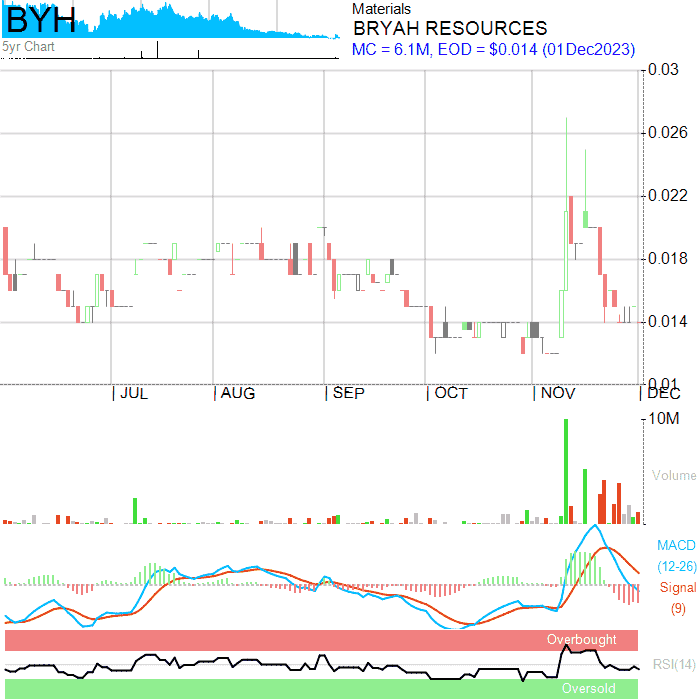 BYH
5yr Chart
Materials
BRYAH RESOURCES
MC = 6.1M, EOD = $0.014 (01Dec2023)
0.03
0.026
0.022
0.018
0.014
0.01
JUL AUG SEP OCT NOV DEC
10M
Volume
MACD
(12-26)
Signal
(9)
Overbought
RSI(14)
Oversold